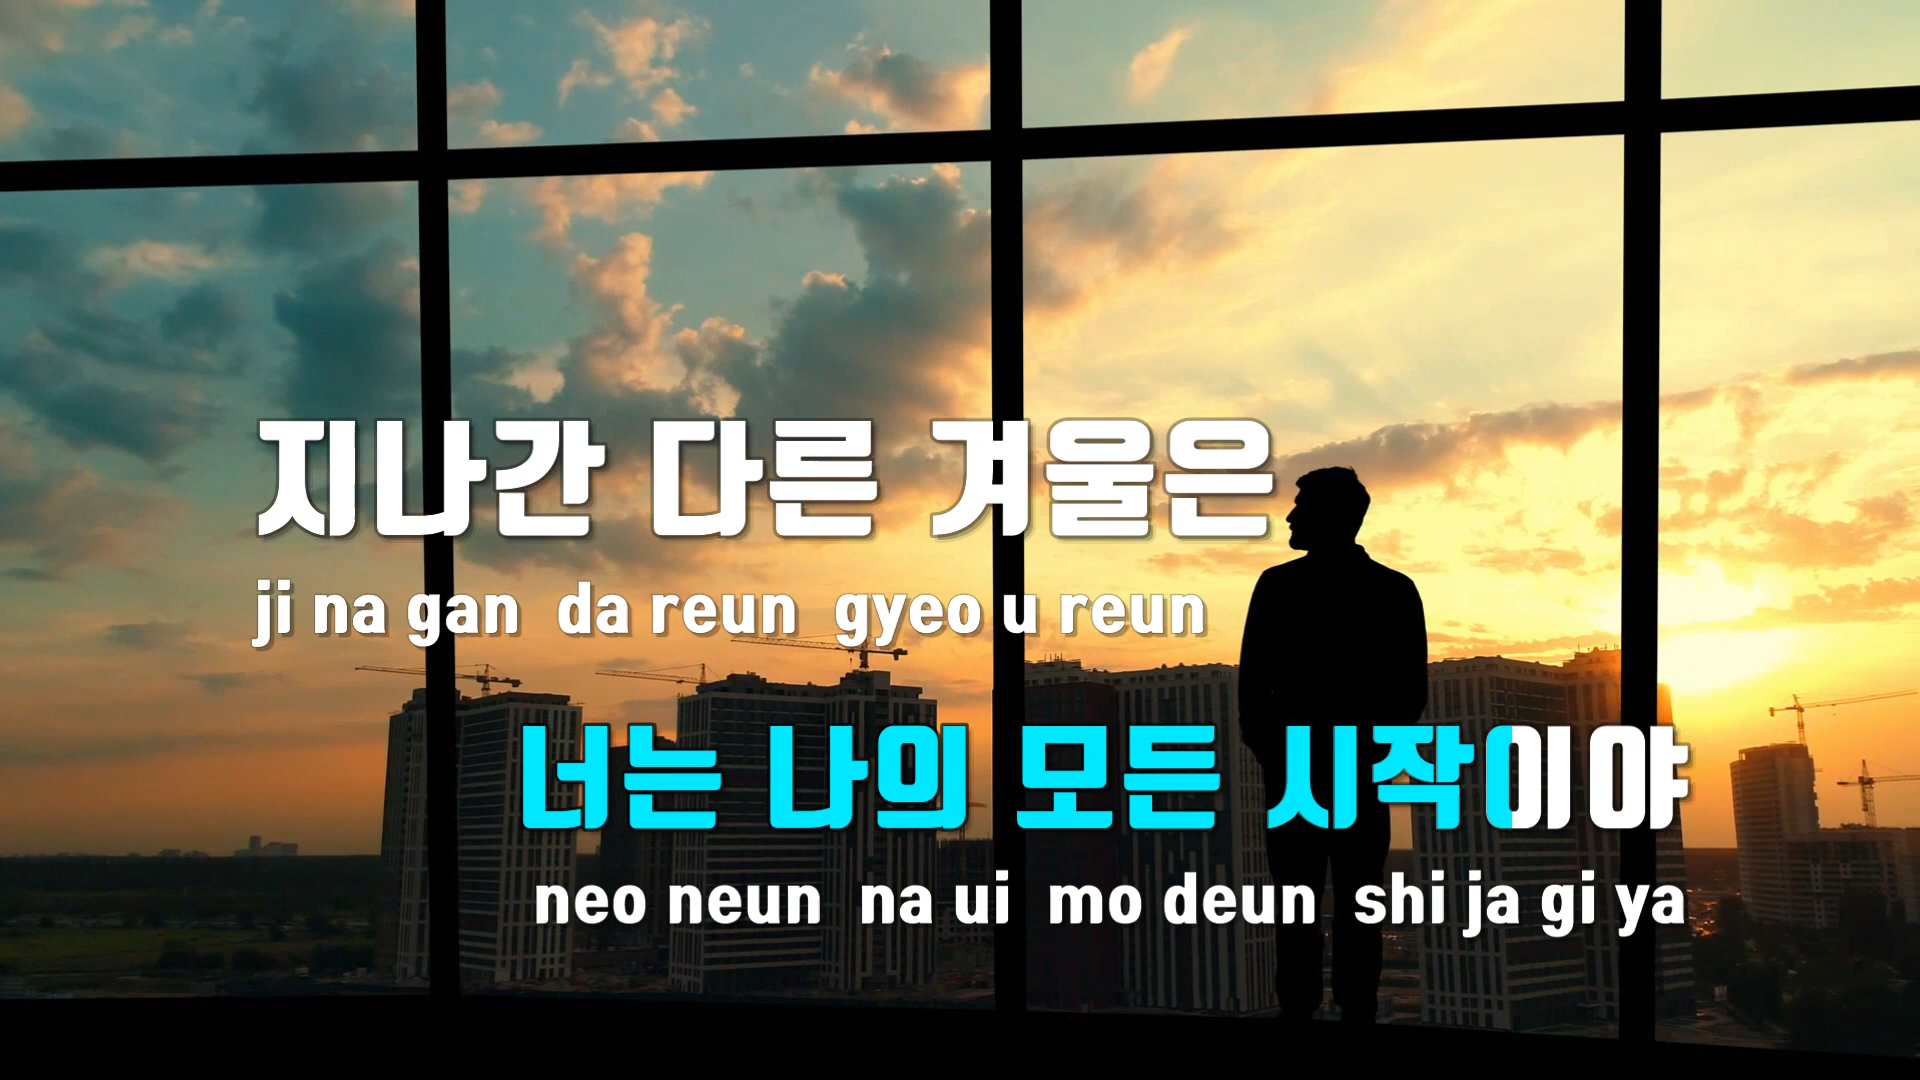 지나간 다른 겨울은
ji na gan da reun gyeo u reun
너는 나의 모든 시작이야
neo neun na ui mo deun shi ja gi ya